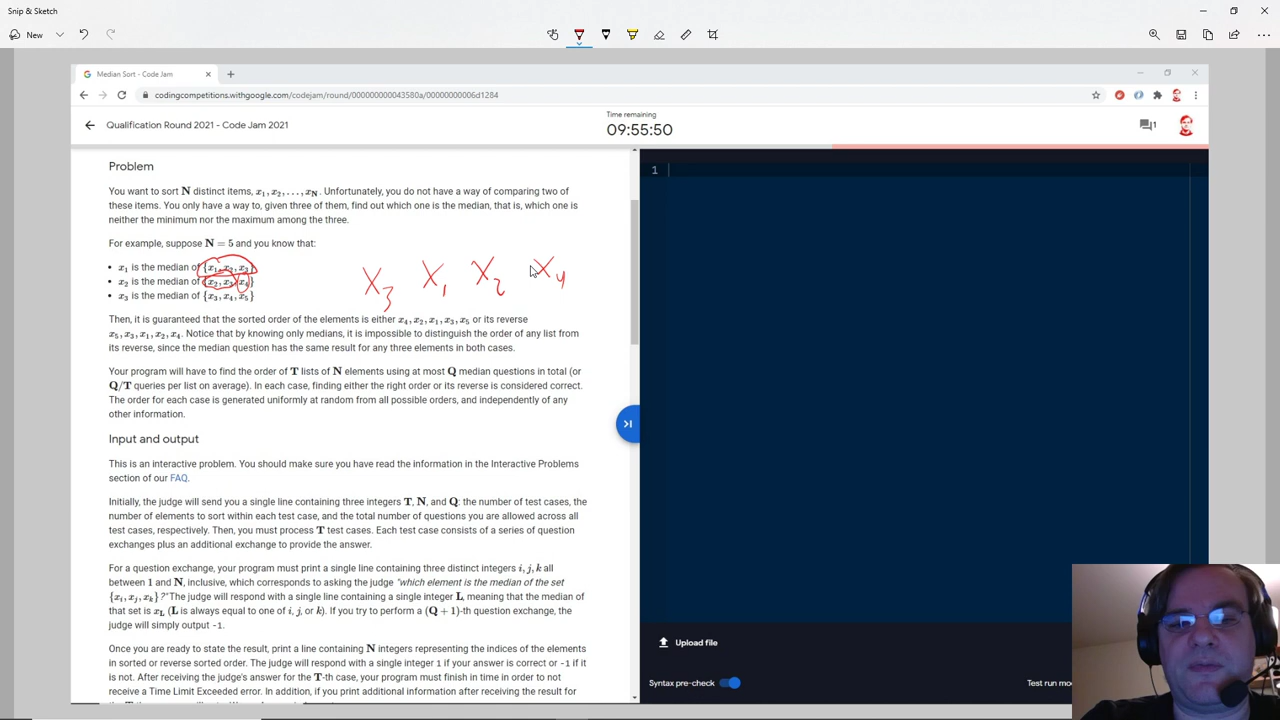 Snip & Sketch
New
Median Sort - Code Jam
codingcompetitions.withgoogle.com/codejam/round/000000000043580a/00000000006d1284
Qualification Round 2021 - Code Jam 2021
Time remaining
09:55:50
1
Problem
You want to sort N distinct items, x₁, x₂, . . . , x_N. Unfortunately, you do not have a way of comparing two of
these items. You only have a way to, given three of them, find out which one is the median, that is, which one is
neither the minimum nor the maximum among the three.
For example, suppose N = 5 and you know that:
• x₁ is the median of {x₁, x₂, x₃}
• x₂ is the median of {x₂, x₃, x₄}
• x₃ is the median of {x₃, x₄, x₅}
X₃ X₁ X₂ X₄
Then, it is guaranteed that the sorted order of the elements is either x₄, x₂, x₁, x₃, x₅ or its reverse
x₅, x₃, x₁, x₂, x₄. Notice that by knowing only medians, it is impossible to distinguish the order of any list from
its reverse, since the median question has the same result for any three elements in both cases.
Your program will have to find the order of T lists of N elements using at most Q median questions in total (or
Q/T queries per list on average). In each case, finding either the right order or its reverse is considered correct.
The order for each case is generated uniformly at random from all possible orders, and independently of any
other information.
Input and output
This is an interactive problem. You should make sure you have read the information in the Interactive Problems
section of our FAQ.
Initially, the judge will send you a single line containing three integers T, N, and Q: the number of test cases, the
number of elements to sort within each test case, and the total number of questions you are allowed across all
test cases, respectively. Then, you must process T test cases. Each test case consists of a series of question
exchanges plus an additional exchange to provide the answer.
For a question exchange, your program must print a single line containing three distinct integers i, j, k all
between 1 and N, inclusive, which corresponds to asking the judge "which element is the median of the set
{xᵢ, xⱼ, xₖ}?" The judge will respond with a single line containing a single integer L, meaning that the median of
that set is x_L (L is always equal to one of i, j, or k). If you try to perform a (Q + 1)-th question exchange, the
judge will simply output -1.
Once you are ready to state the result, print a line containing N integers representing the indices of the elements
in sorted or reverse sorted order. The judge will respond with a single integer 1 if your answer is correct or -1 if it
is not. After receiving the judge's answer for the T-th case, your program must finish in time in order to not
receive a Time Limit Exceeded error. In addition, if you print additional information after receiving the result for
1
Upload file
Syntax pre-check
Test run mo